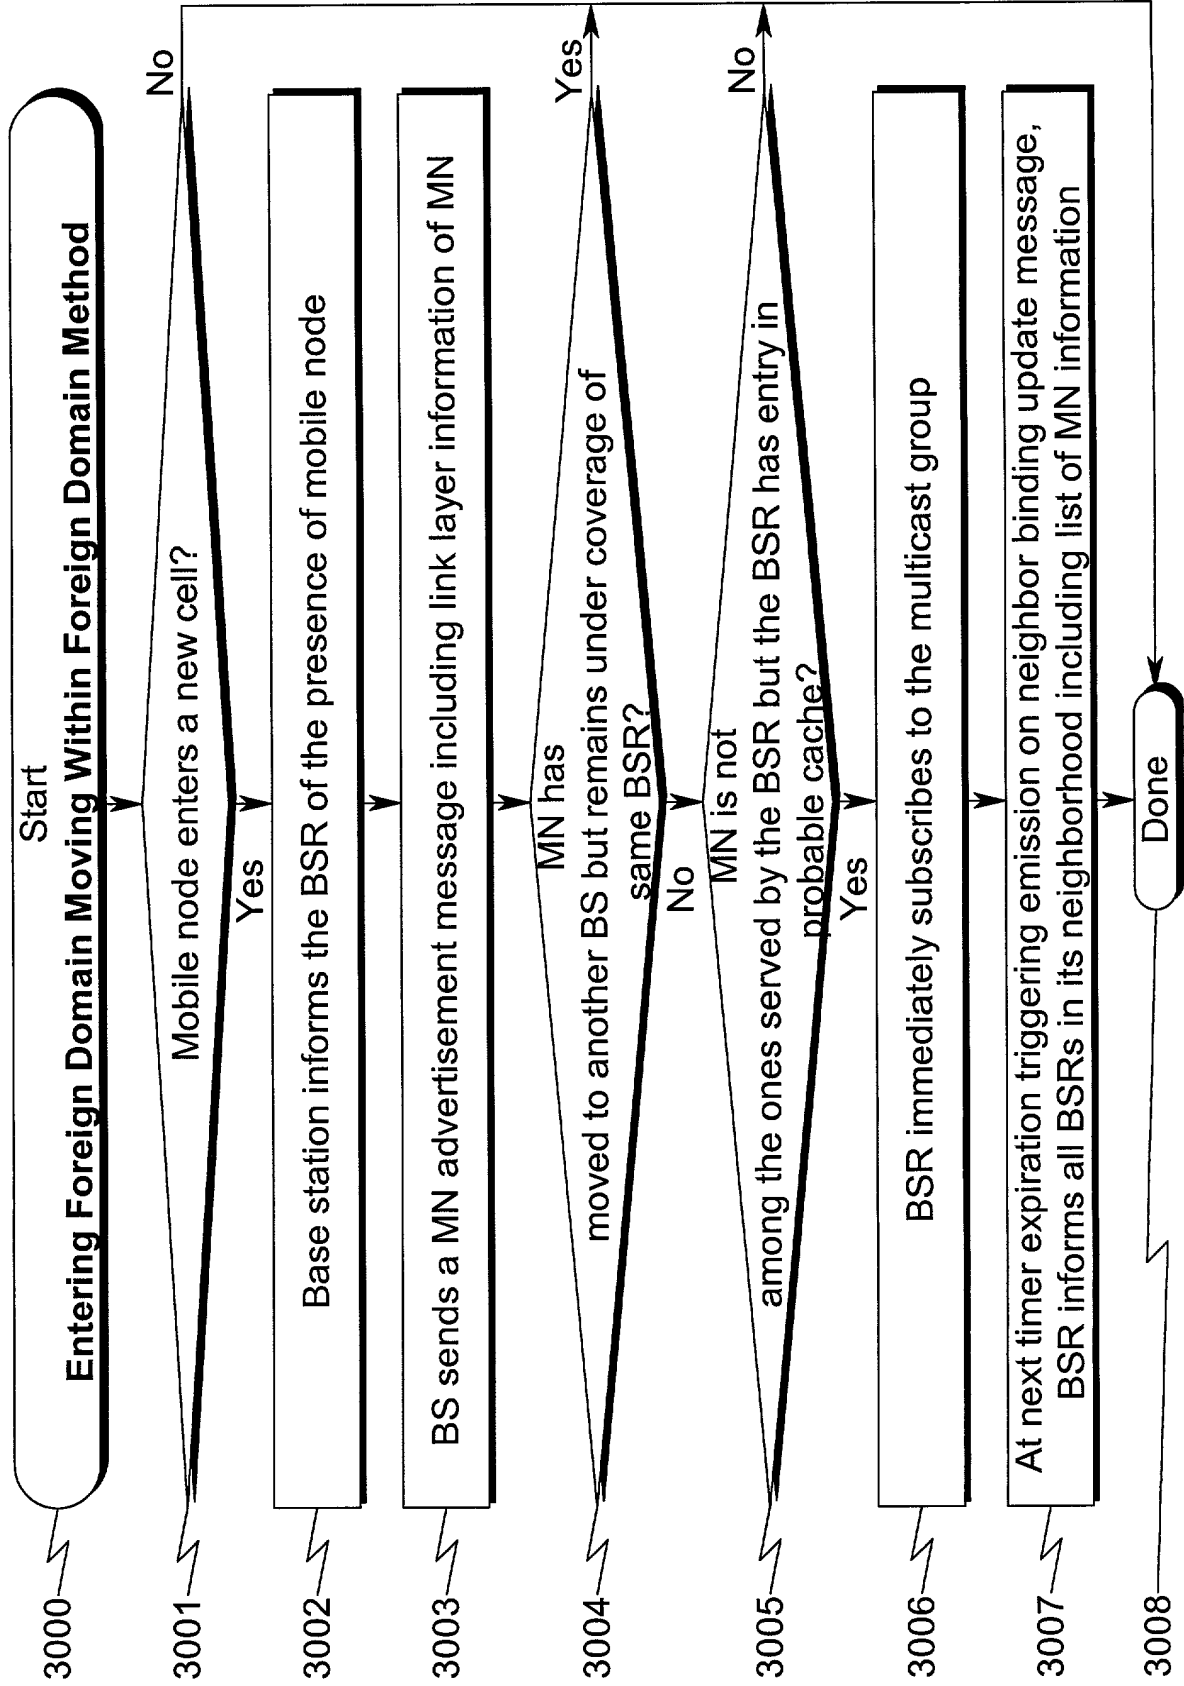 Start
Entering Foreign Domain Moving Within Foreign Domain Method
3000
Mobile node enters a new cell?
No
Yes
3001
Base station informs the BSR of the presence of mobile node
3002
BS sends a MN advertisement message including link layer information of MN
3003
MN has
moved to another BS but remains under coverage of
same BSR?
Yes
No
3004
MN is not
among the ones served by the BSR but the BSR has entry in
probable cache?
No
Yes
3005
BSR immediately subscribes to the multicast group
3006
At next timer expiration triggering emission on neighbor binding update message,
BSR informs all BSRs in its neighborhood including list of MN information
3007
Done
3008